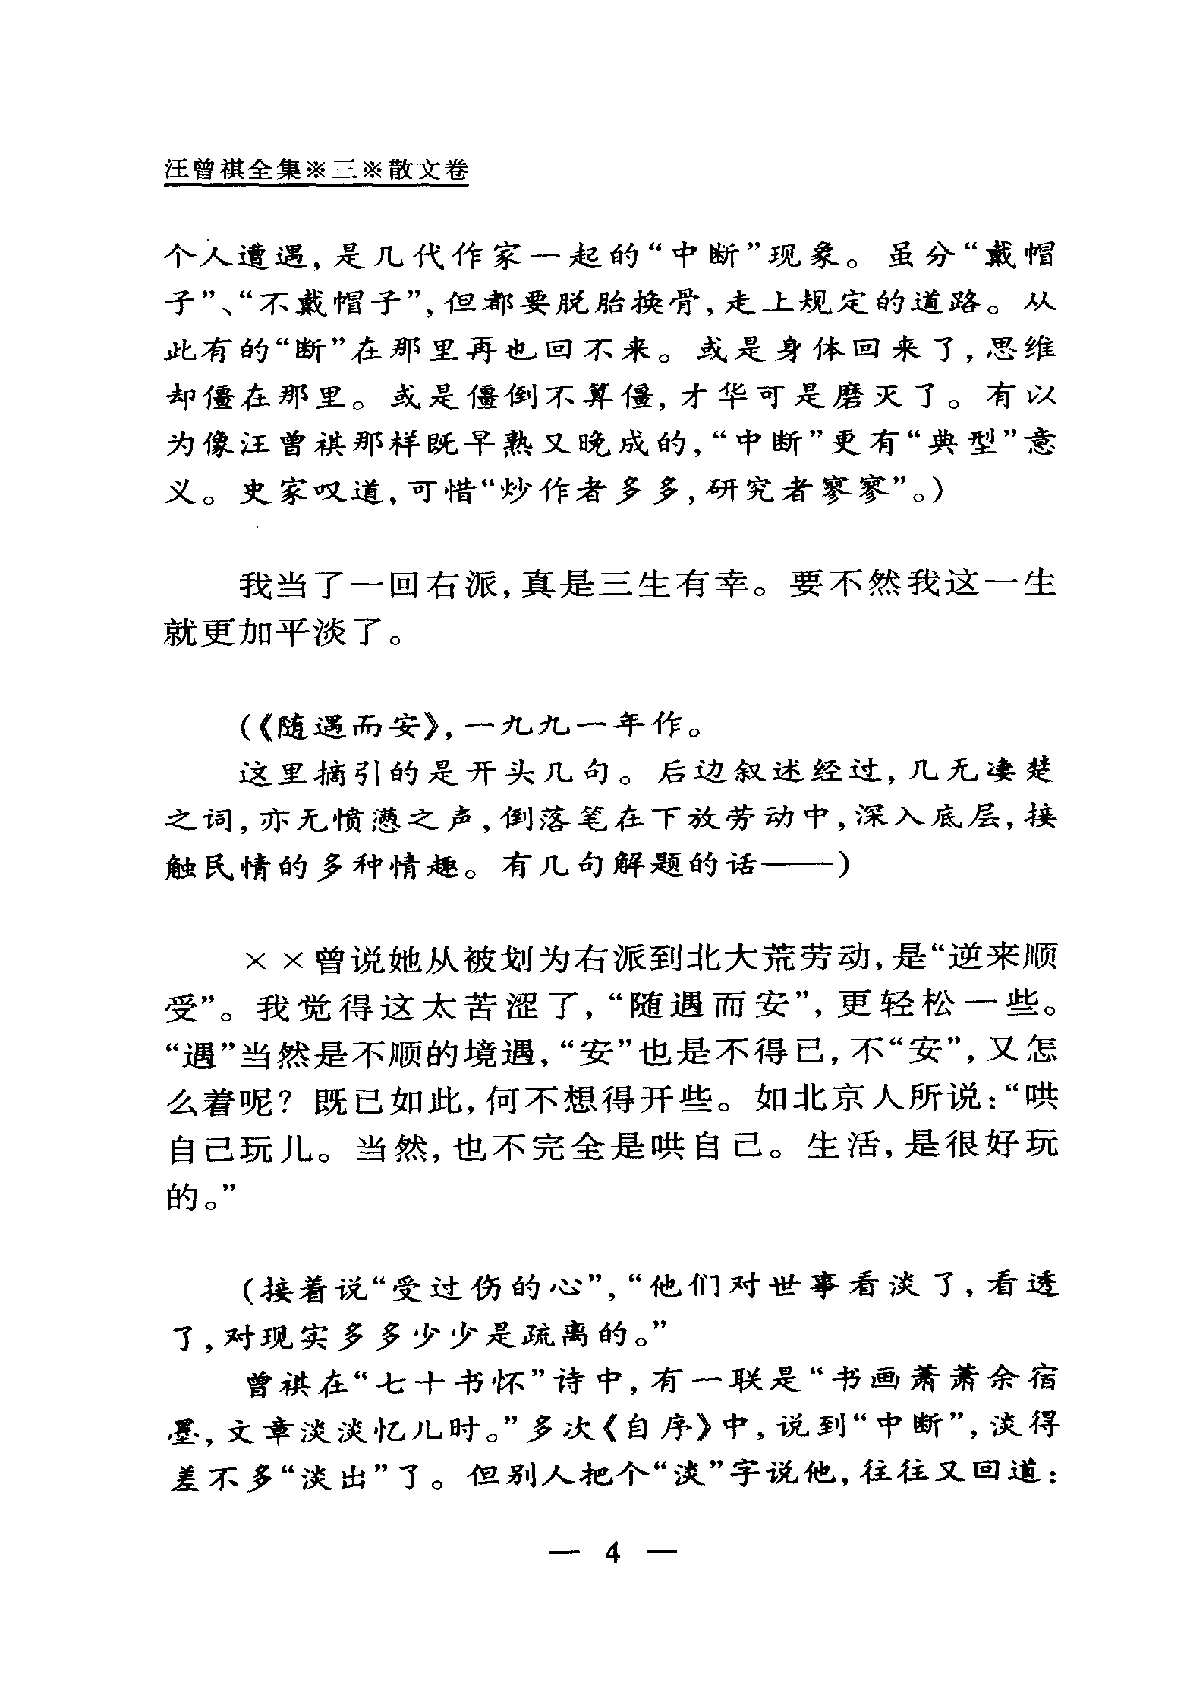 汪曾祺全集※三※散文卷
个人遭遇，是几代作家一起的“中断”现象。虽分“戴帽
子”、“不戴帽子”，但都要脱胎换骨，走上规定的道路。从
此有的“断”在那里再也回不来。或是身体回来了，思维
却僵在那里。或是僵倒不算僵，才华可是磨灭了。有以
为像汪曾祺那样既早熟又晚成的，“中断”更有“典型”意
义。史家叹道，可惜“炒作者多多，研究者寥寥”。）
我当了一回右派，真是三生有幸。要不然我这一生
就更加平淡了。
（《随遇而安》，一九九一年作。
这里摘引的是开头几句。后边叙述经过，几无凄楚
之词，亦无愤懑之声，倒落笔在下放劳动中，深入底层，接
触民情的多种情趣。有几句解题的话——）
××曾说她从被划为右派到北大荒劳动，是“逆来顺
受”。我觉得这太苦涩了，“随遇而安”，更轻松一些。
“遇”当然是不顺的境遇，“安”也是不得已，不“安”，又怎
么着呢？既已如此，何不想得开些。如北京人所说：“哄
自己玩儿。当然，也不完全是哄自己。生活，是很好玩
的。”
（接着说“受过伤的心”，“他们对世事看淡了，看透
了，对现实多多少少是疏离的。”
曾祺在“七十书怀”诗中，有一联是“书画萧萧余宿
墨，文章淡淡忆儿时。”多次《自序》中，说到“中断”，淡得
差不多“淡出”了。但别人把个“淡”字说他，往往又回道：
— 4 —